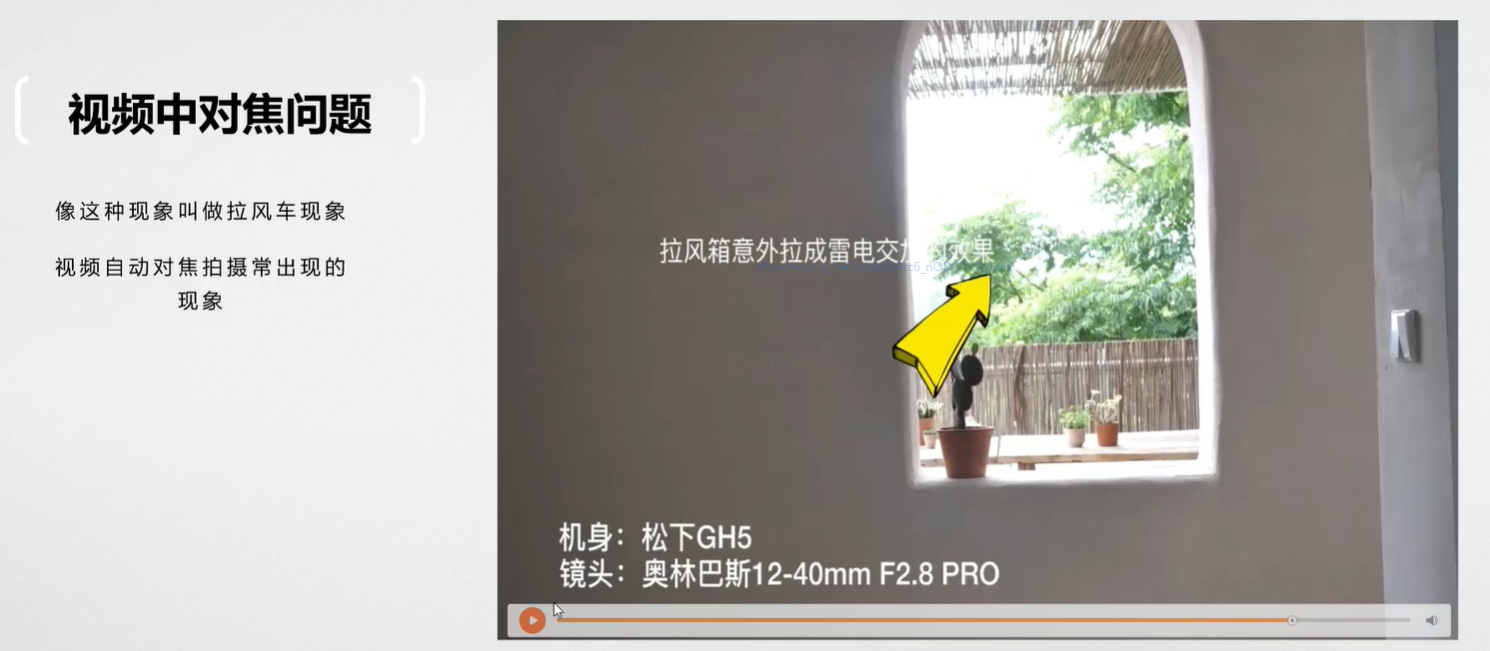 视频中对焦问题
像这种现象叫做拉风车现象
视频自动对焦拍摄常出现的
现象
拉风箱意外拉成雷电交加的效果
机身：松下GH5
镜头：奥林巴斯12-40mm F2.8 PRO